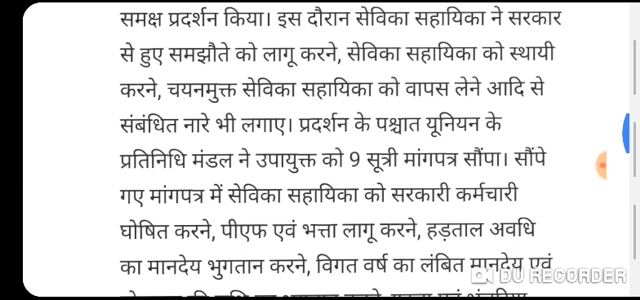 समक्ष प्रदर्शन किया। इस दौरान सेविका सहायिका ने सरकार
से हुए समझौते को लागू करने, सेविका सहायिका को स्थायी
करने, चयनमुक्त सेविका सहायिका को वापस लेने आदि से
संबंधित नारे भी लगाए। प्रदर्शन के पश्चात यूनियन के
प्रतिनिधि मंडल ने उपायुक्त को 9 सूत्री मांगपत्र सौंपा। सौंपे
गए मांगपत्र में सेविका सहायिका को सरकारी कर्मचारी
घोषित करने, पीएफ एवं भत्ता लागू करने, हड़ताल अवधि
का मानदेय भुगतान करने, विगत वर्ष का लंबित मानदेय एवं
DU RECORDER